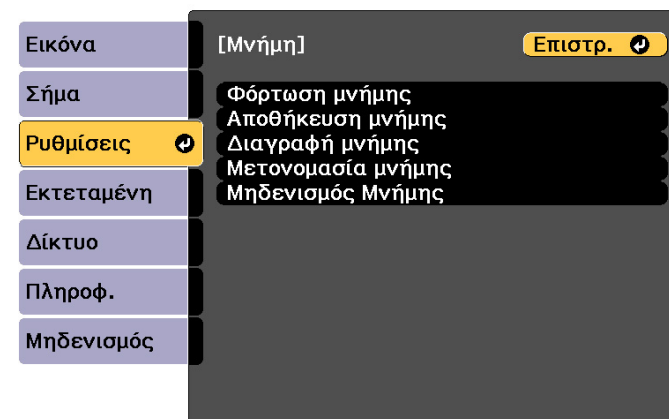 Εικόνα
Σήμα
Ρυθμίσεις
Εκτεταμένη
Δίκτυο
Πληροφ.
Μηδενισμός
[Μνήμη]
Επιστρ.
Φόρτωση μνήμης
Αποθήκευση μνήμης
Διαγραφή μνήμης
Μετονομασία μνήμης
Μηδενισμός Μνήμης